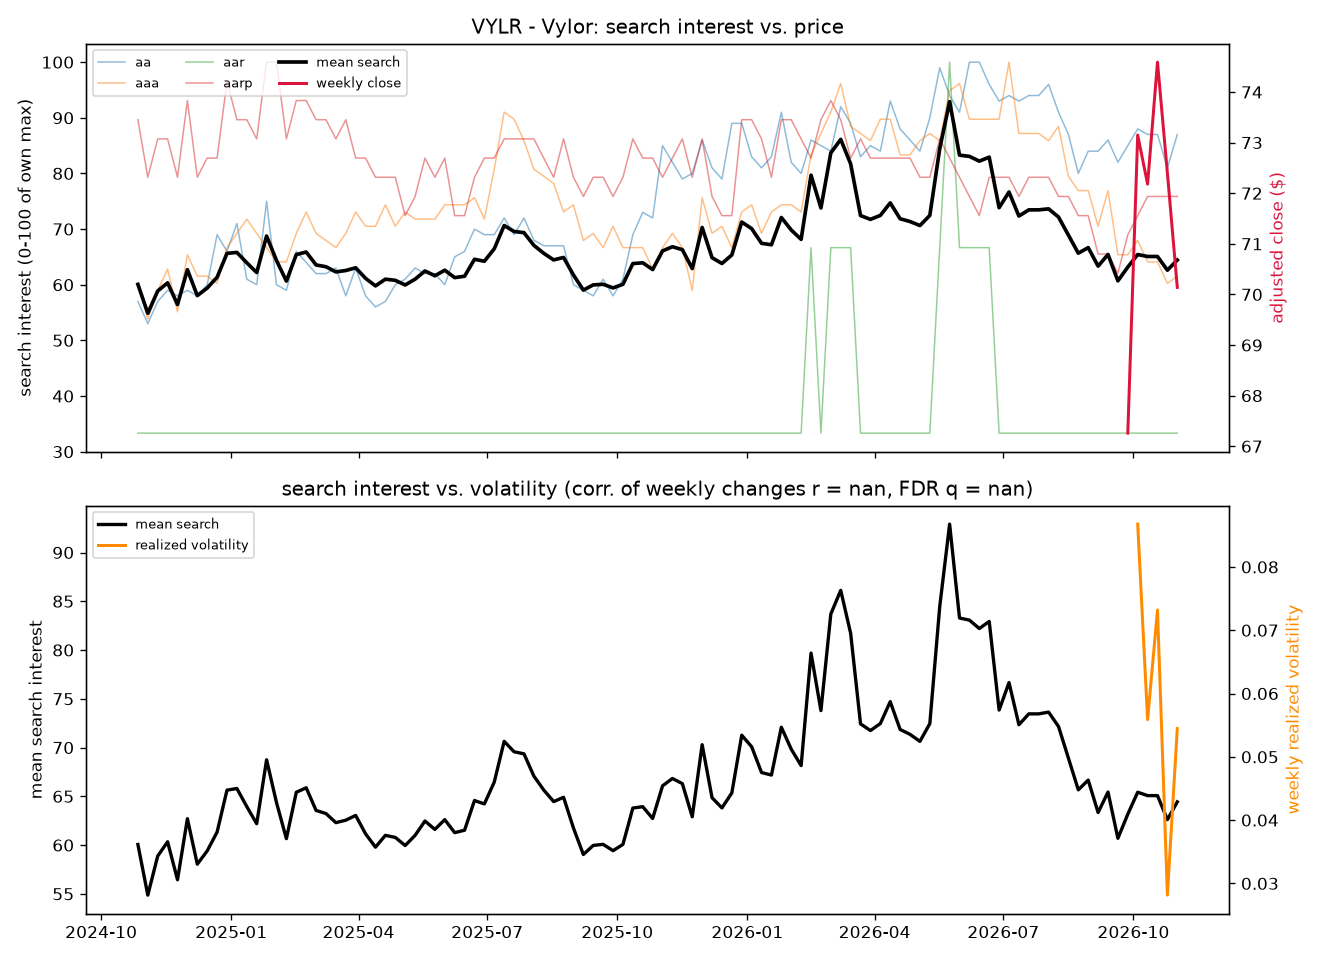 VYLR - Vylor: search interest vs. price
aa
aaa
aar
aarp
mean search
weekly close
search interest (0-100 of own max)
100
90
80
70
60
50
40
30
74
73
72
71
70
69
68
67
adjusted close ($)
search interest vs. volatility (corr. of weekly changes r = nan, FDR q = nan)
mean search
realized volatility
mean search interest
90
85
80
75
70
65
60
55
0.08
0.07
0.06
0.05
0.04
0.03
weekly realized volatility
2024-10 2025-01 2025-04 2025-07 2025-10 2026-01 2026-04 2026-07 2026-10